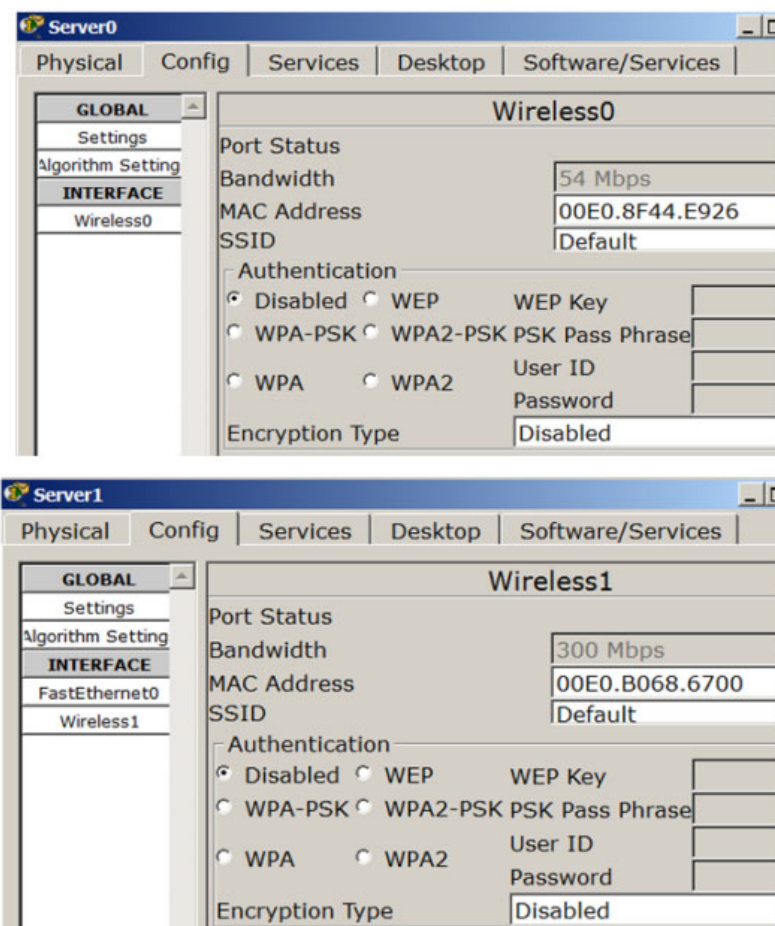 Server0
Physical Config Services Desktop Software/Services
GLOBAL
Settings
Algorithm Setting
INTERFACE
Wireless0
Wireless0
Port Status
Bandwidth 54 Mbps
MAC Address 00E0.8F44.E926
SSID Default
Authentication
Disabled WEP WEP Key
WPA-PSK WPA2-PSK PSK Pass Phrase
WPA WPA2 User ID
Password
Encryption Type Disabled
Server1
Physical Config Services Desktop Software/Services
GLOBAL
Settings
Algorithm Setting
INTERFACE
FastEthernet0
Wireless1
Wireless1
Port Status
Bandwidth 300 Mbps
MAC Address 00E0.B068.6700
SSID Default
Authentication
Disabled WEP WEP Key
WPA-PSK WPA2-PSK PSK Pass Phrase
WPA WPA2 User ID
Password
Encryption Type Disabled